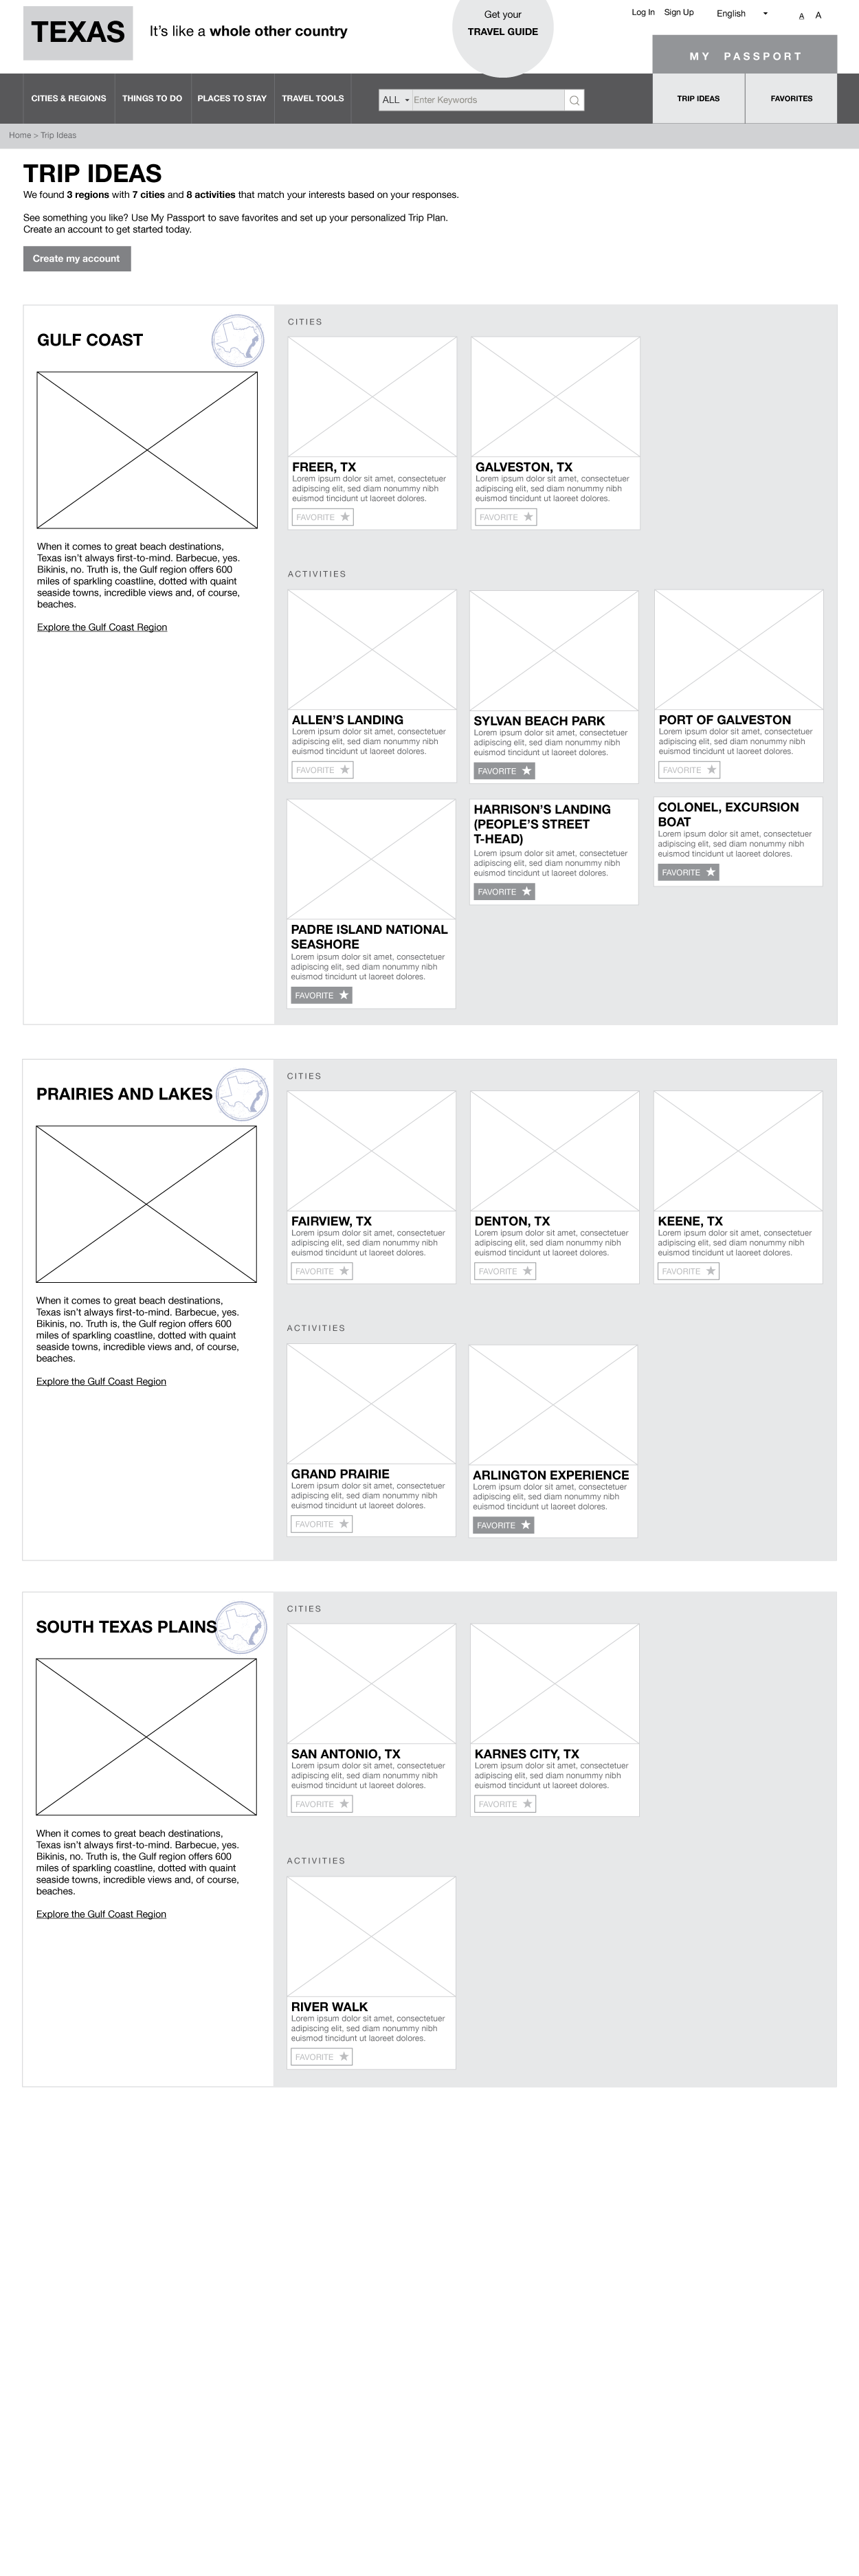 TEXAS
It's like a whole other country
Get your
TRAVEL GUIDE
Log In Sign Up English A A
MY PASSPORT
CITIES & REGIONS THINGS TO DO PLACES TO STAY TRAVEL TOOLS ALL Enter Keywords TRIP IDEAS FAVORITES
Home > Trip Ideas
TRIP IDEAS
We found 3 regions with 7 cities and 8 activities that match your interests based on your responses.
See something you like? Use My Passport to save favorites and set up your personalized Trip Plan.
Create an account to get started today.
Create my account
GULF COAST
When it comes to great beach destinations,
Texas isn't always first-to-mind. Barbecue, yes.
Bikinis, no. Truth is, the Gulf region offers 600
miles of sparkling coastline, dotted with quaint
seaside towns, incredible views and, of course,
beaches.
Explore the Gulf Coast Region
CITIES
FREER, TX
Lorem ipsum dolor sit amet, consectetuer
adipiscing elit, sed diam nonummy nibh
euismod tincidunt ut laoreet dolores.
FAVORITE
GALVESTON, TX
Lorem ipsum dolor sit amet, consectetuer
adipiscing elit, sed diam nonummy nibh
euismod tincidunt ut laoreet dolores.
FAVORITE
ACTIVITIES
ALLEN'S LANDING
Lorem ipsum dolor sit amet, consectetuer
adipiscing elit, sed diam nonummy nibh
euismod tincidunt ut laoreet dolores.
FAVORITE
SYLVAN BEACH PARK
Lorem ipsum dolor sit amet, consectetuer
adipiscing elit, sed diam nonummy nibh
euismod tincidunt ut laoreet dolores.
FAVORITE
PORT OF GALVESTON
Lorem ipsum dolor sit amet, consectetuer
adipiscing elit, sed diam nonummy nibh
euismod tincidunt ut laoreet dolores.
FAVORITE
PADRE ISLAND NATIONAL
SEASHORE
Lorem ipsum dolor sit amet, consectetuer
adipiscing elit, sed diam nonummy nibh
euismod tincidunt ut laoreet dolores.
FAVORITE
HARRISON'S LANDING
(PEOPLE'S STREET
T-HEAD)
Lorem ipsum dolor sit amet, consectetuer
adipiscing elit, sed diam nonummy nibh
euismod tincidunt ut laoreet dolores.
FAVORITE
COLONEL, EXCURSION
BOAT
Lorem ipsum dolor sit amet, consectetuer
adipiscing elit, sed diam nonummy nibh
euismod tincidunt ut laoreet dolores.
FAVORITE
PRAIRIES AND LAKES
When it comes to great beach destinations,
Texas isn't always first-to-mind. Barbecue, yes.
Bikinis, no. Truth is, the Gulf region offers 600
miles of sparkling coastline, dotted with quaint
seaside towns, incredible views and, of course,
beaches.
Explore the Gulf Coast Region
CITIES
FAIRVIEW, TX
Lorem ipsum dolor sit amet, consectetuer
adipiscing elit, sed diam nonummy nibh
euismod tincidunt ut laoreet dolores.
FAVORITE
DENTON, TX
Lorem ipsum dolor sit amet, consectetuer
adipiscing elit, sed diam nonummy nibh
euismod tincidunt ut laoreet dolores.
FAVORITE
KEENE, TX
Lorem ipsum dolor sit amet, consectetuer
adipiscing elit, sed diam nonummy nibh
euismod tincidunt ut laoreet dolores.
FAVORITE
ACTIVITIES
GRAND PRAIRIE
Lorem ipsum dolor sit amet, consectetuer
adipiscing elit, sed diam nonummy nibh
euismod tincidunt ut laoreet dolores.
FAVORITE
ARLINGTON EXPERIENCE
Lorem ipsum dolor sit amet, consectetuer
adipiscing elit, sed diam nonummy nibh
euismod tincidunt ut laoreet dolores.
FAVORITE
SOUTH TEXAS PLAINS
When it comes to great beach destinations,
Texas isn't always first-to-mind. Barbecue, yes.
Bikinis, no. Truth is, the Gulf region offers 600
miles of sparkling coastline, dotted with quaint
seaside towns, incredible views and, of course,
beaches.
Explore the Gulf Coast Region
CITIES
SAN ANTONIO, TX
Lorem ipsum dolor sit amet, consectetuer
adipiscing elit, sed diam nonummy nibh
euismod tincidunt ut laoreet dolores.
FAVORITE
KARNES CITY, TX
Lorem ipsum dolor sit amet, consectetuer
adipiscing elit, sed diam nonummy nibh
euismod tincidunt ut laoreet dolores.
FAVORITE
ACTIVITIES
RIVER WALK
Lorem ipsum dolor sit amet, consectetuer
adipiscing elit, sed diam nonummy nibh
euismod tincidunt ut laoreet dolores.
FAVORITE